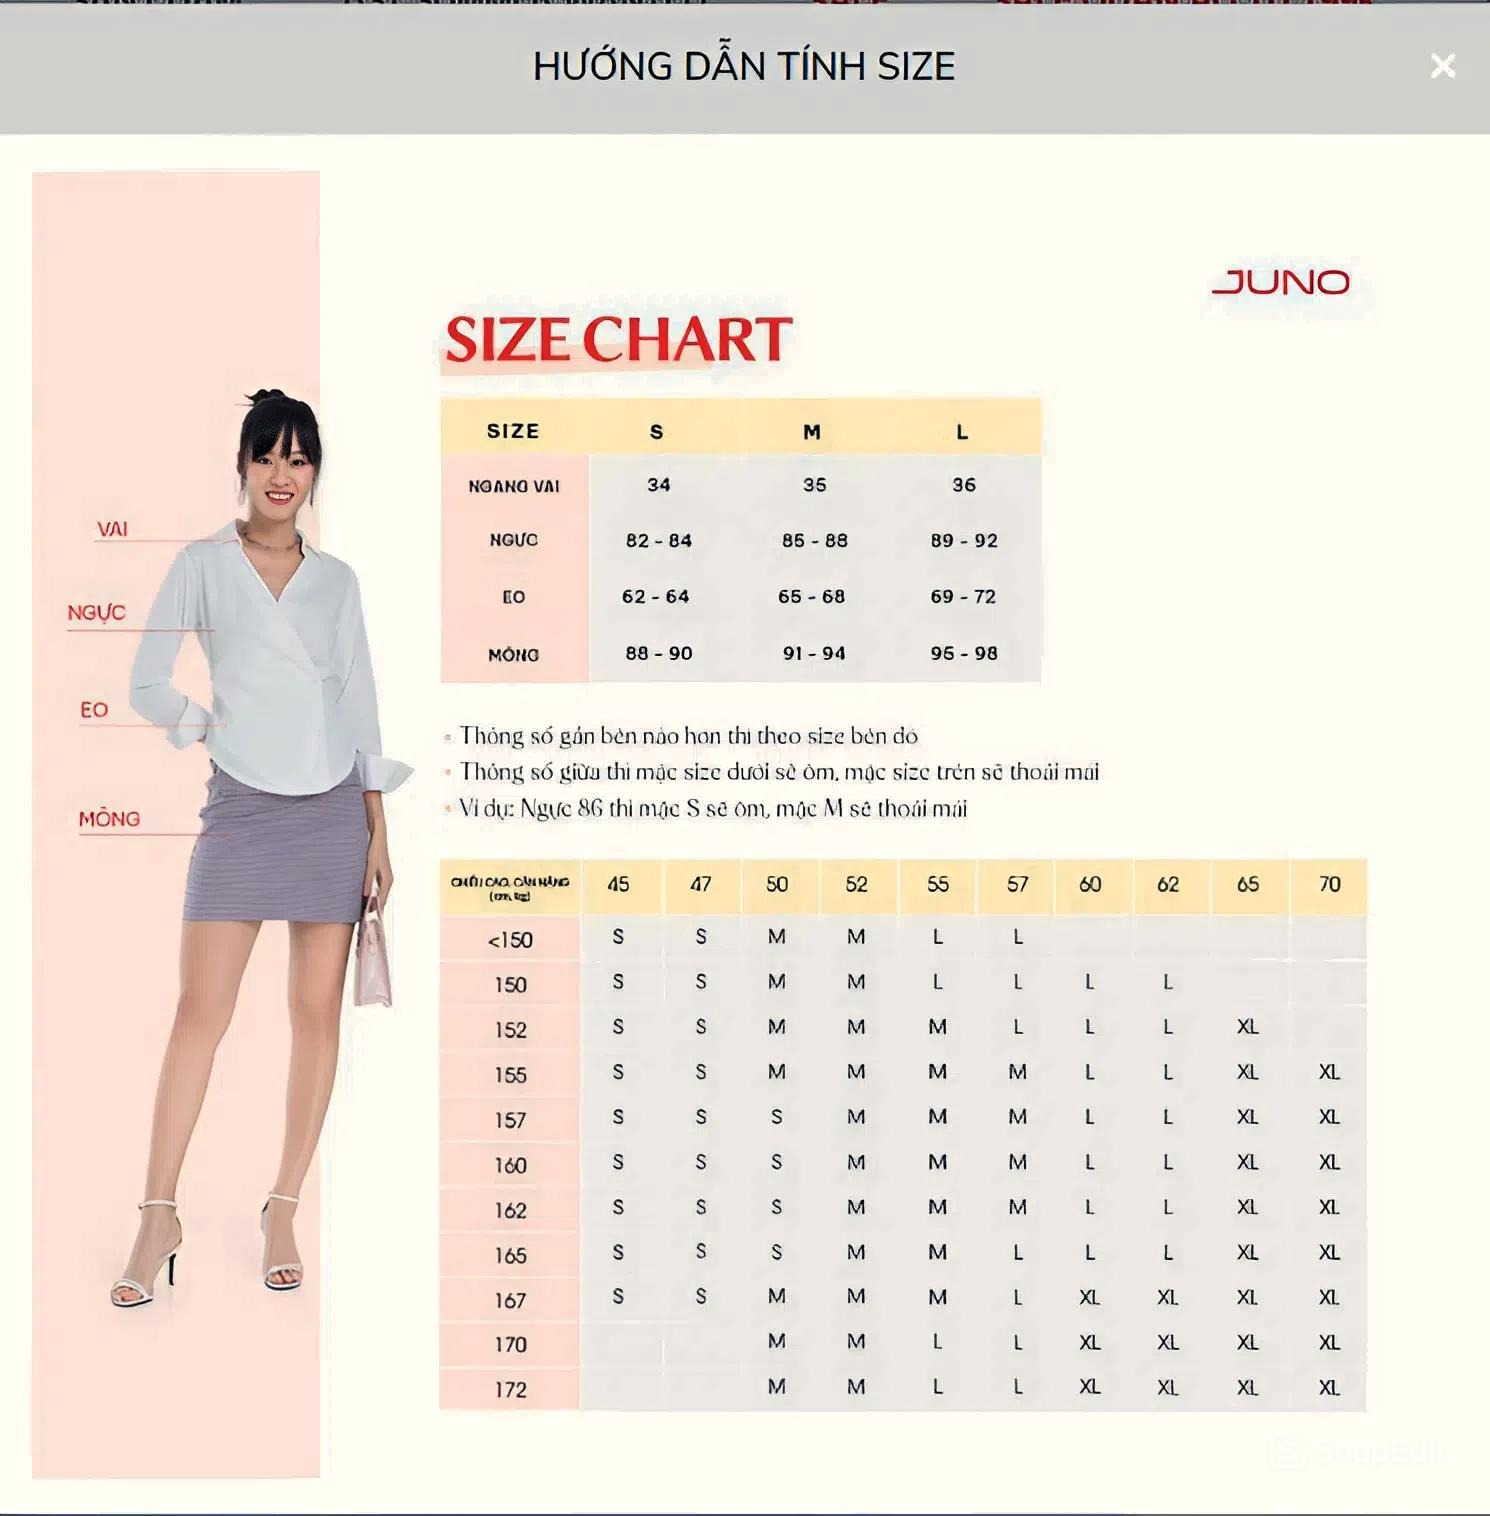 HƯỚNG DẪN TÍNH SIZE
JUNO
SIZE CHART
SIZE S M L
NGANG VAI 34 35 36
NGỰC 82 - 84 85 - 88 89 - 92
EO 62 - 64 65 - 68 69 - 72
MÔNG 88 - 90 91 - 94 95 - 98
VAI
NGỰC
EO
MÔNG
• Thông số gần bên nào hơn thì theo size bên đó
• Thông số giữa thì mặc size dưới sẽ ôm, mặc size trên sẽ thoải mái
• Ví dụ: Ngực 86 thì mặc S sẽ ôm, mặc M sẽ thoải mái
CHIỀU CAO, CÂN NẶNG 45 47 50 52 55 57 60 62 65 70
(cm, kg)
<150 S S M M L L
150 S S M M L L L L
152 S S M M M L L L XL
155 S S M M M M L L XL XL
157 S S S M M M L L XL XL
160 S S S M M M L L XL XL
162 S S S M M M L L XL XL
165 S S S M M L L L XL XL
167 S S M M M L XL XL XL XL
170 M M L L XL XL XL XL
172 M M L L XL XL XL XL
SnapEdit